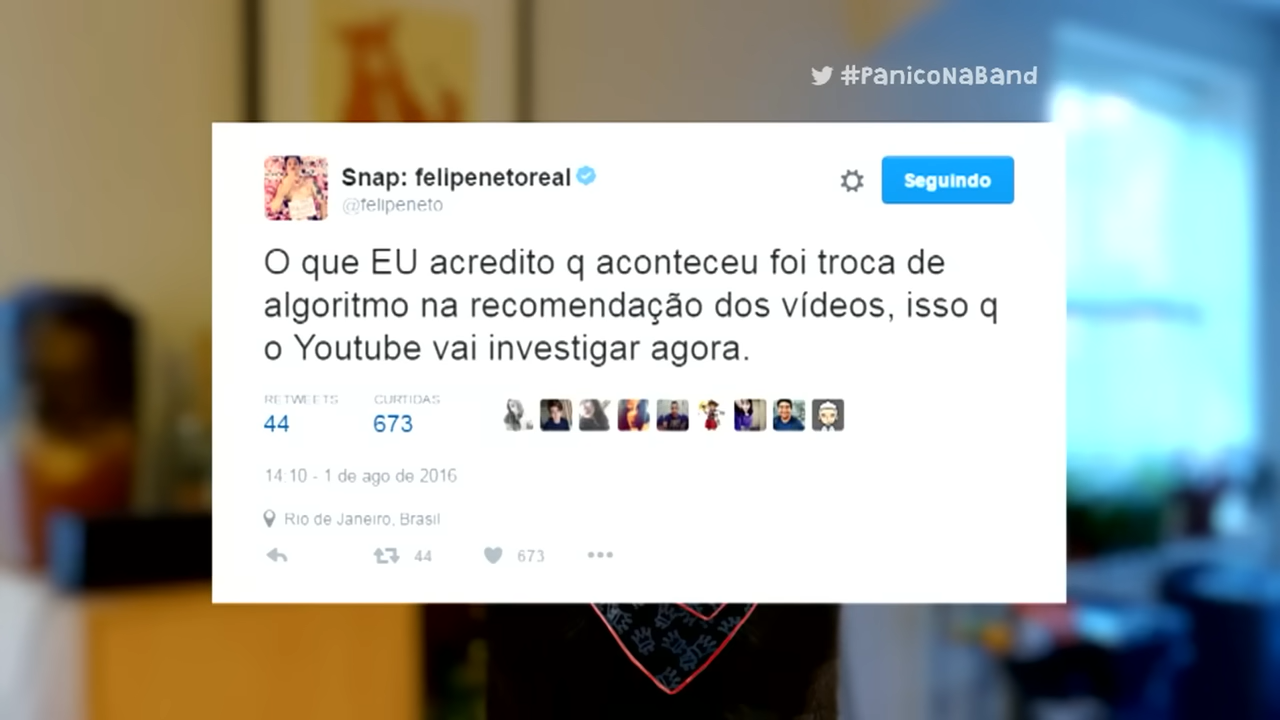 #PanicoNaBand
Snap: felipenetoreal
@felipeneto
Seguindo
O que EU acredito q aconteceu foi troca de
algoritmo na recomendação dos vídeos, isso q
o Youtube vai investigar agora.
RETWEETS CURTIDAS
44 673
14:10 - 1 de ago de 2016
Rio de Janeiro, Brasil
44 673